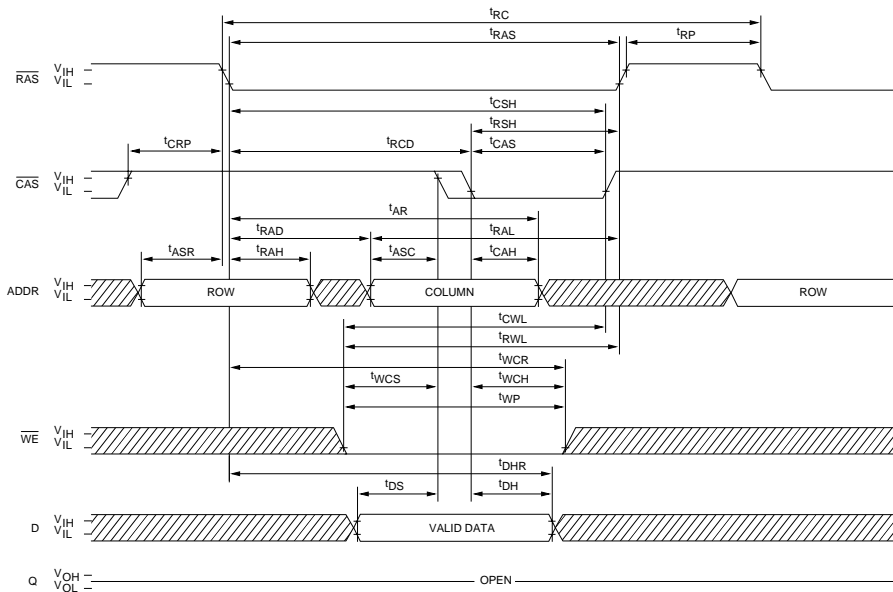 tRC
tRAS
tRP
RAS
VIH
VIL
tCSH
tRSH
tCRP
tRCD
tCAS
CAS
VIH
VIL
tAR
tRAD
tRAL
tASR
tRAH
tASC
tCAH
ADDR
VIH
VIL
ROW
COLUMN
ROW
tCWL
tRWL
tWCR
tWCS
tWCH
tWP
WE
VIH
VIL
tDHR
tDS
tDH
D
VIH
VIL
VALID DATA
Q
VOH
VOL
OPEN